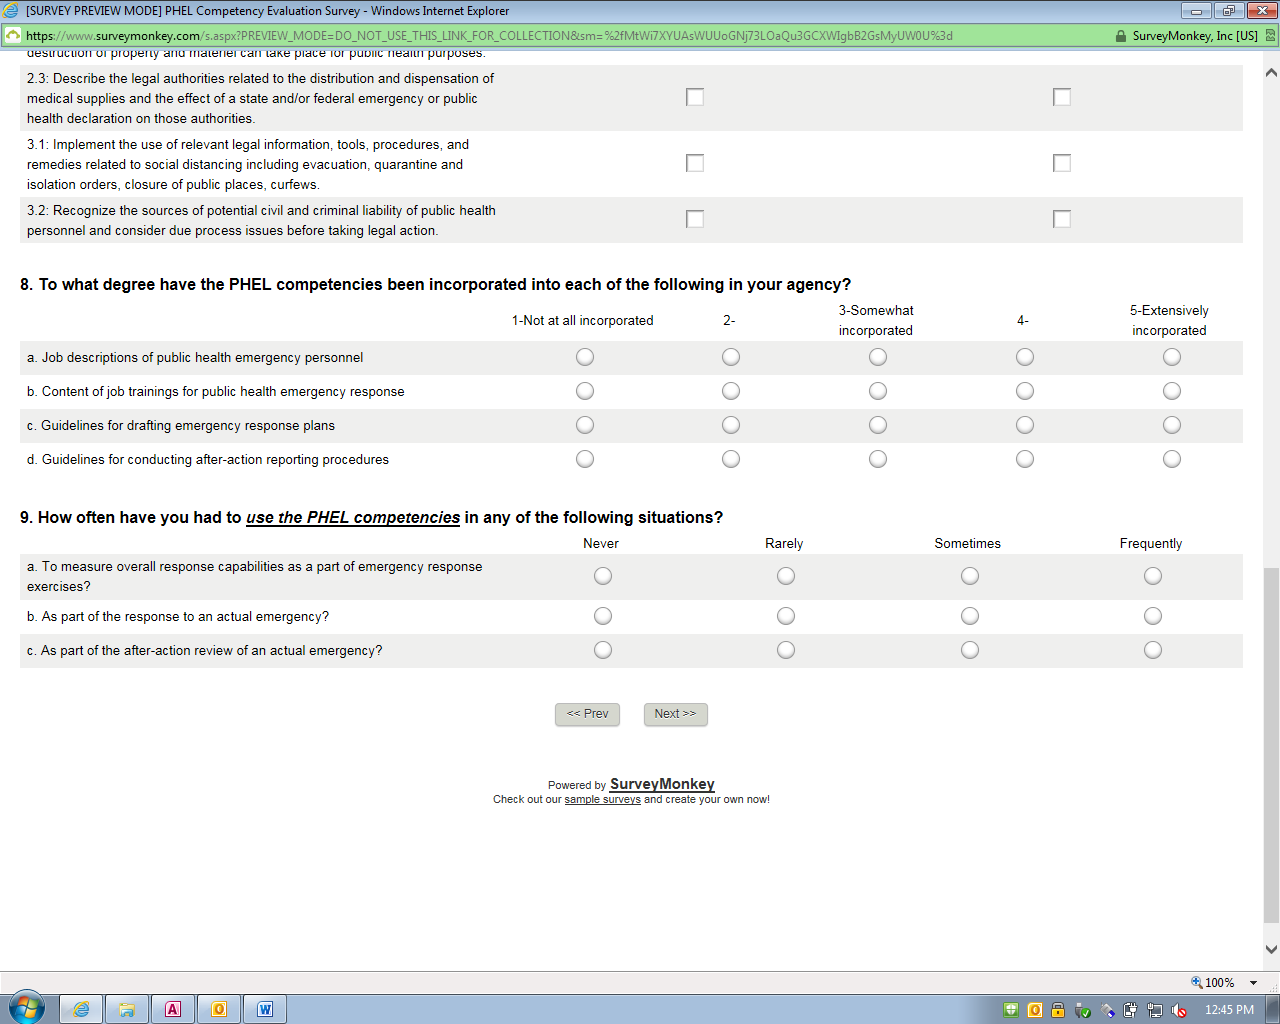 [SURVEY PREVIEW MODE] PHEL Competency Evaluation Survey - Windows Internet Explorer
https://www.surveymonkey.com/s.aspx?PREVIEW_MODE=DO_NOT_USE_THIS_LINK_FOR_COLLECTION&sm=%2fMtWi7XYUAsWUUoGNj73LOaQu3GCXWIgbB2GsMyUW0U%3d
SurveyMonkey, Inc [US]
destruction of property and materiel can take place for public health purposes.
2.3: Describe the legal authorities related to the distribution and dispensation of
medical supplies and the effect of a state and/or federal emergency or public
health declaration on those authorities.
3.1: Implement the use of relevant legal information, tools, procedures, and
remedies related to social distancing including evacuation, quarantine and
isolation orders, closure of public places, curfews.
3.2: Recognize the sources of potential civil and criminal liability of public health
personnel and consider due process issues before taking legal action.
8. To what degree have the PHEL competencies been incorporated into each of the following in your agency?
1-Not at all incorporated 2- 3-Somewhat incorporated 4- 5-Extensively incorporated
a. Job descriptions of public health emergency personnel
b. Content of job trainings for public health emergency response
c. Guidelines for drafting emergency response plans
d. Guidelines for conducting after-action reporting procedures
9. How often have you had to use the PHEL competencies in any of the following situations?
Never Rarely Sometimes Frequently
a. To measure overall response capabilities as a part of emergency response
exercises?
b. As part of the response to an actual emergency?
c. As part of the after-action review of an actual emergency?
<< Prev Next >>
Powered by SurveyMonkey
Check out our sample surveys and create your own now!
100%
12:45 PM